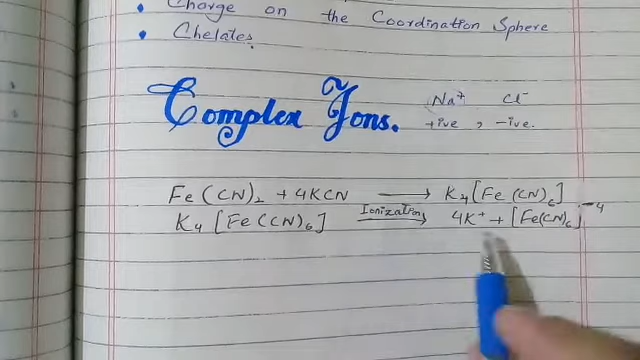 • Charge on the Coordination Sphere
• Chelates.
Complex Ions.
Na⁺ Cl⁻
+ive , -ive.
Fe(CN)₂ + 4KCN → K₄[Fe(CN)₆]
K₄[Fe(CN)₆] Ionization→ 4K⁺ + [Fe(CN)₆]⁻⁴